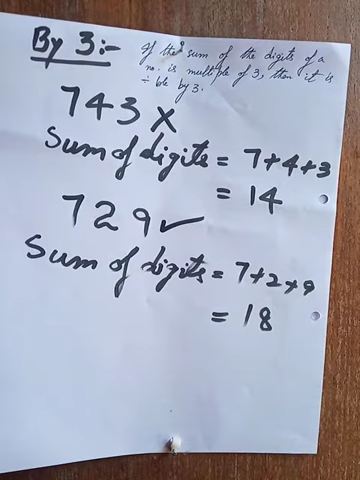 By 3:-
If the sum of the digits of a
no. is multiple of 3, then it is
÷ ble by 3.
743 ×
Sum of digits = 7+4+3
= 14
729 ✓
Sum of digits = 7+2+9
= 18